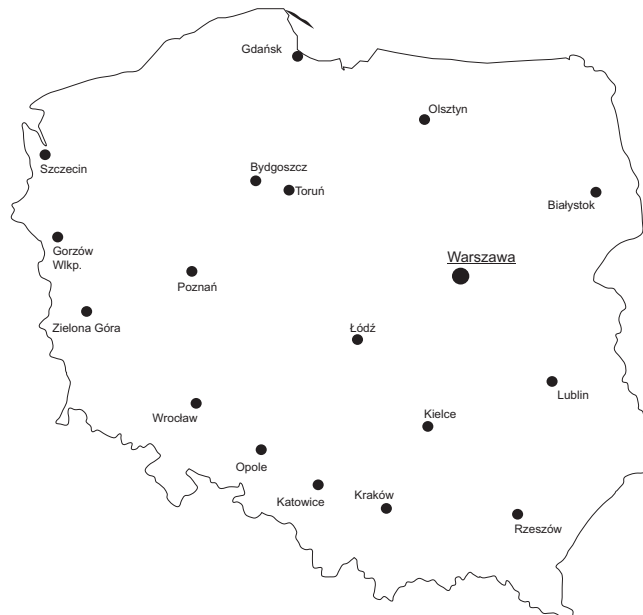 Gdańsk
Olsztyn
Szczecin
Bydgoszcz
Toruń
Białystok
Gorzów
Wlkp.
Warszawa
Poznań
Zielona Góra
Łódź
Lublin
Wrocław
Kielce
Opole
Katowice
Kraków
Rzeszów